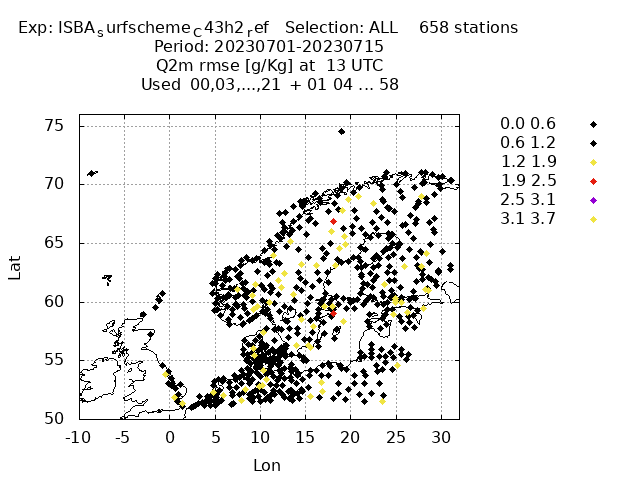 Exp: ISBAsurfschemeC43h2ref   Selection: ALL    658 stations
Period: 20230701-20230715
Q2m rmse [g/Kg] at  13 UTC
Used  00,03,...,21  + 01 04 ... 58
0.0 0.6
0.6 1.2
1.2 1.9
1.9 2.5
2.5 3.1
3.1 3.7
75
70
65
60
55
50
Lat
-10 -5 0 5 10 15 20 25 30
Lon